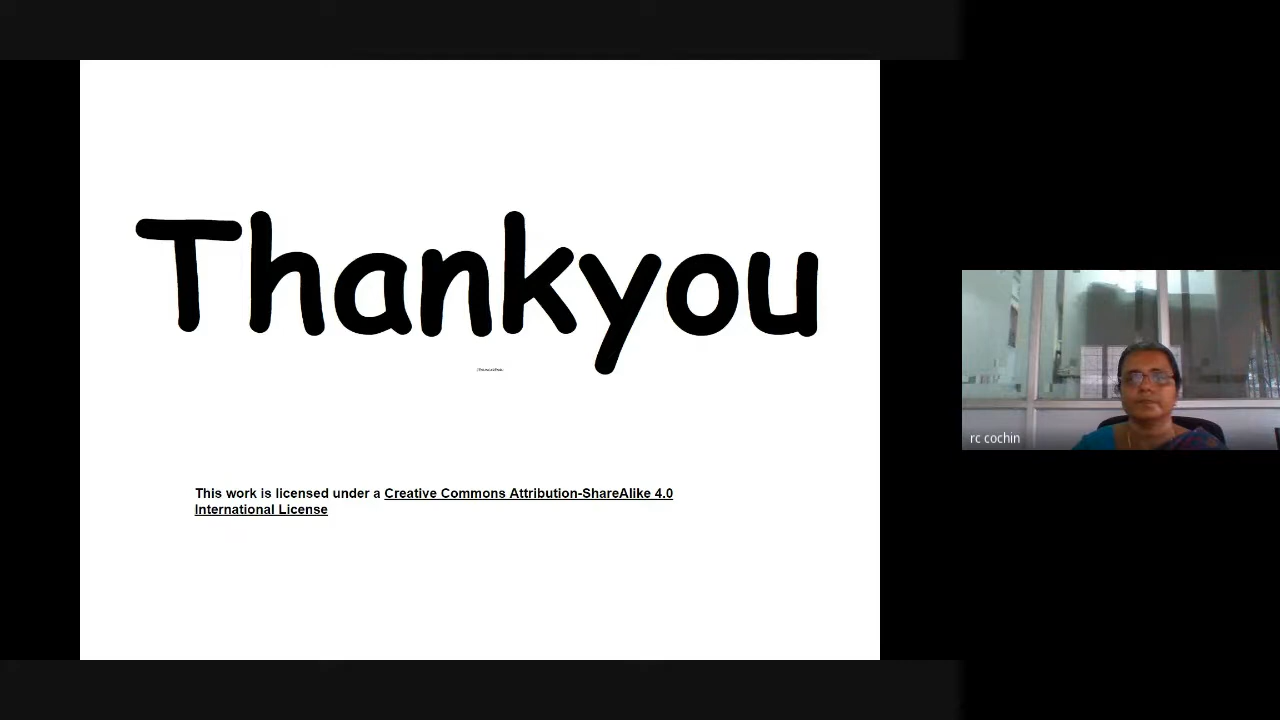 Thankyou
This work is licensed under a Creative Commons Attribution-ShareAlike 4.0
International License
rc cochin